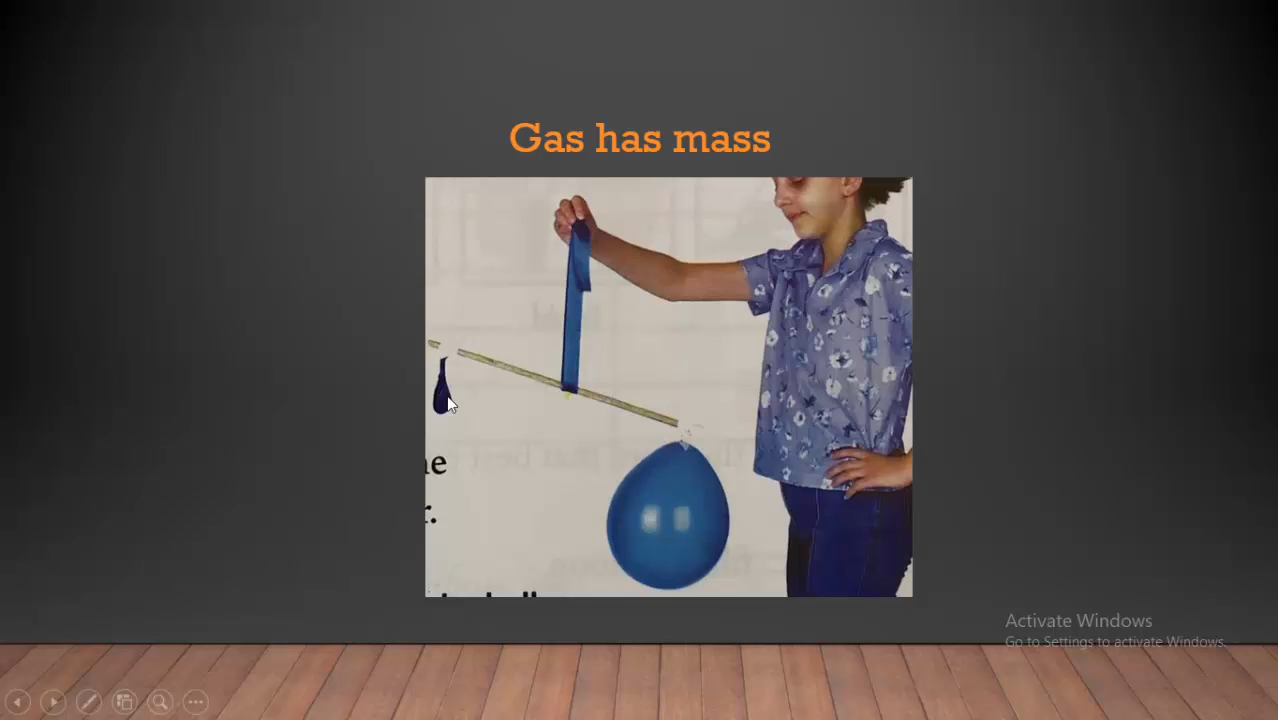 Gas has mass
r.
Activate Windows
Go to Settings to activate Windows.